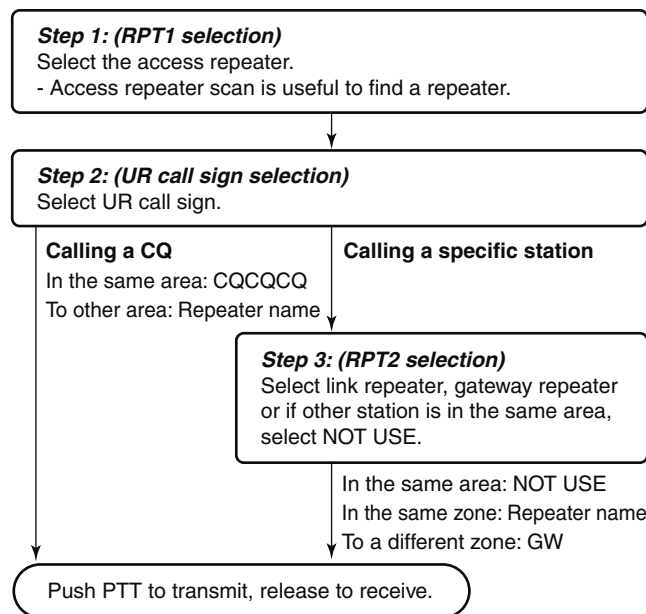 Step 1: (RPT1 selection)
Select the access repeater.
- Access repeater scan is useful to find a repeater.
Step 2: (UR call sign selection)
Select UR call sign.
Calling a CQ
In the same area: CQCQCQ
To other area: Repeater name
Calling a specific station
Step 3: (RPT2 selection)
Select link repeater, gateway repeater
or if other station is in the same area,
select NOT USE.
In the same area: NOT USE
In the same zone: Repeater name
To a different zone: GW
Push PTT to transmit, release to receive.